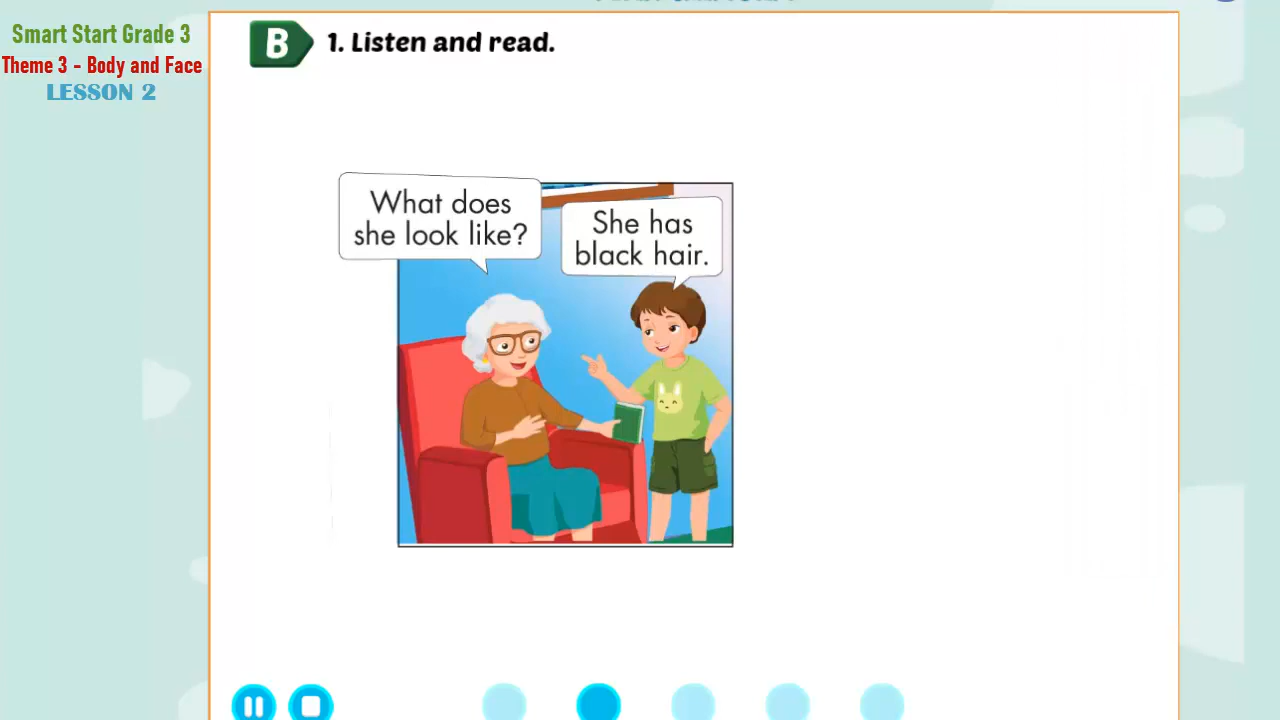 Smart Start Grade 3
Theme 3 - Body and Face
LESSON 2
B
1. Listen and read.
What does
she look like?
She has
black hair.